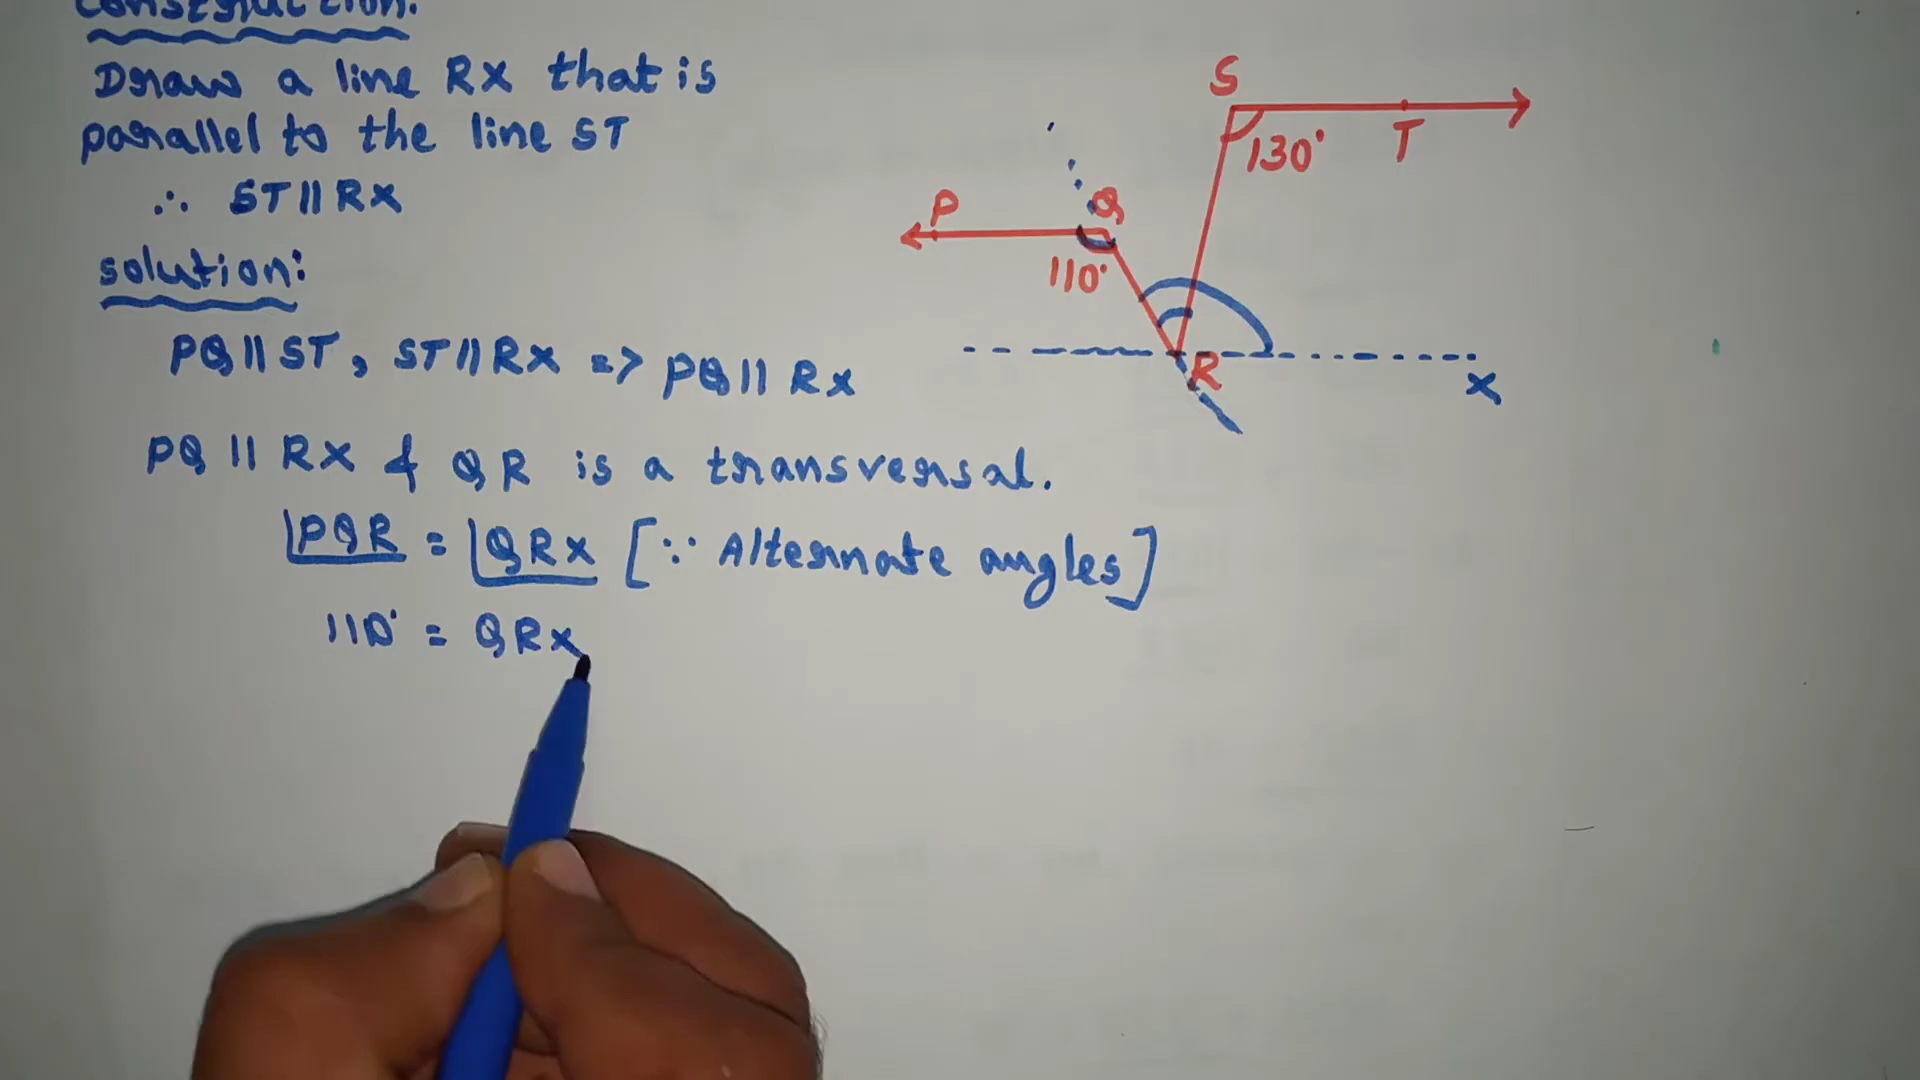 Construction:
Draw a line RX that is
parallel to the line ST
∴ ST || RX
solution:
PQ || ST, ST || RX => PQ || RX
PQ || RX & QR is a transversal.
∠PQR = ∠QRX [∵ Alternate angles]
110° = QRX
S
130°
T
P
Q
110°
R
X